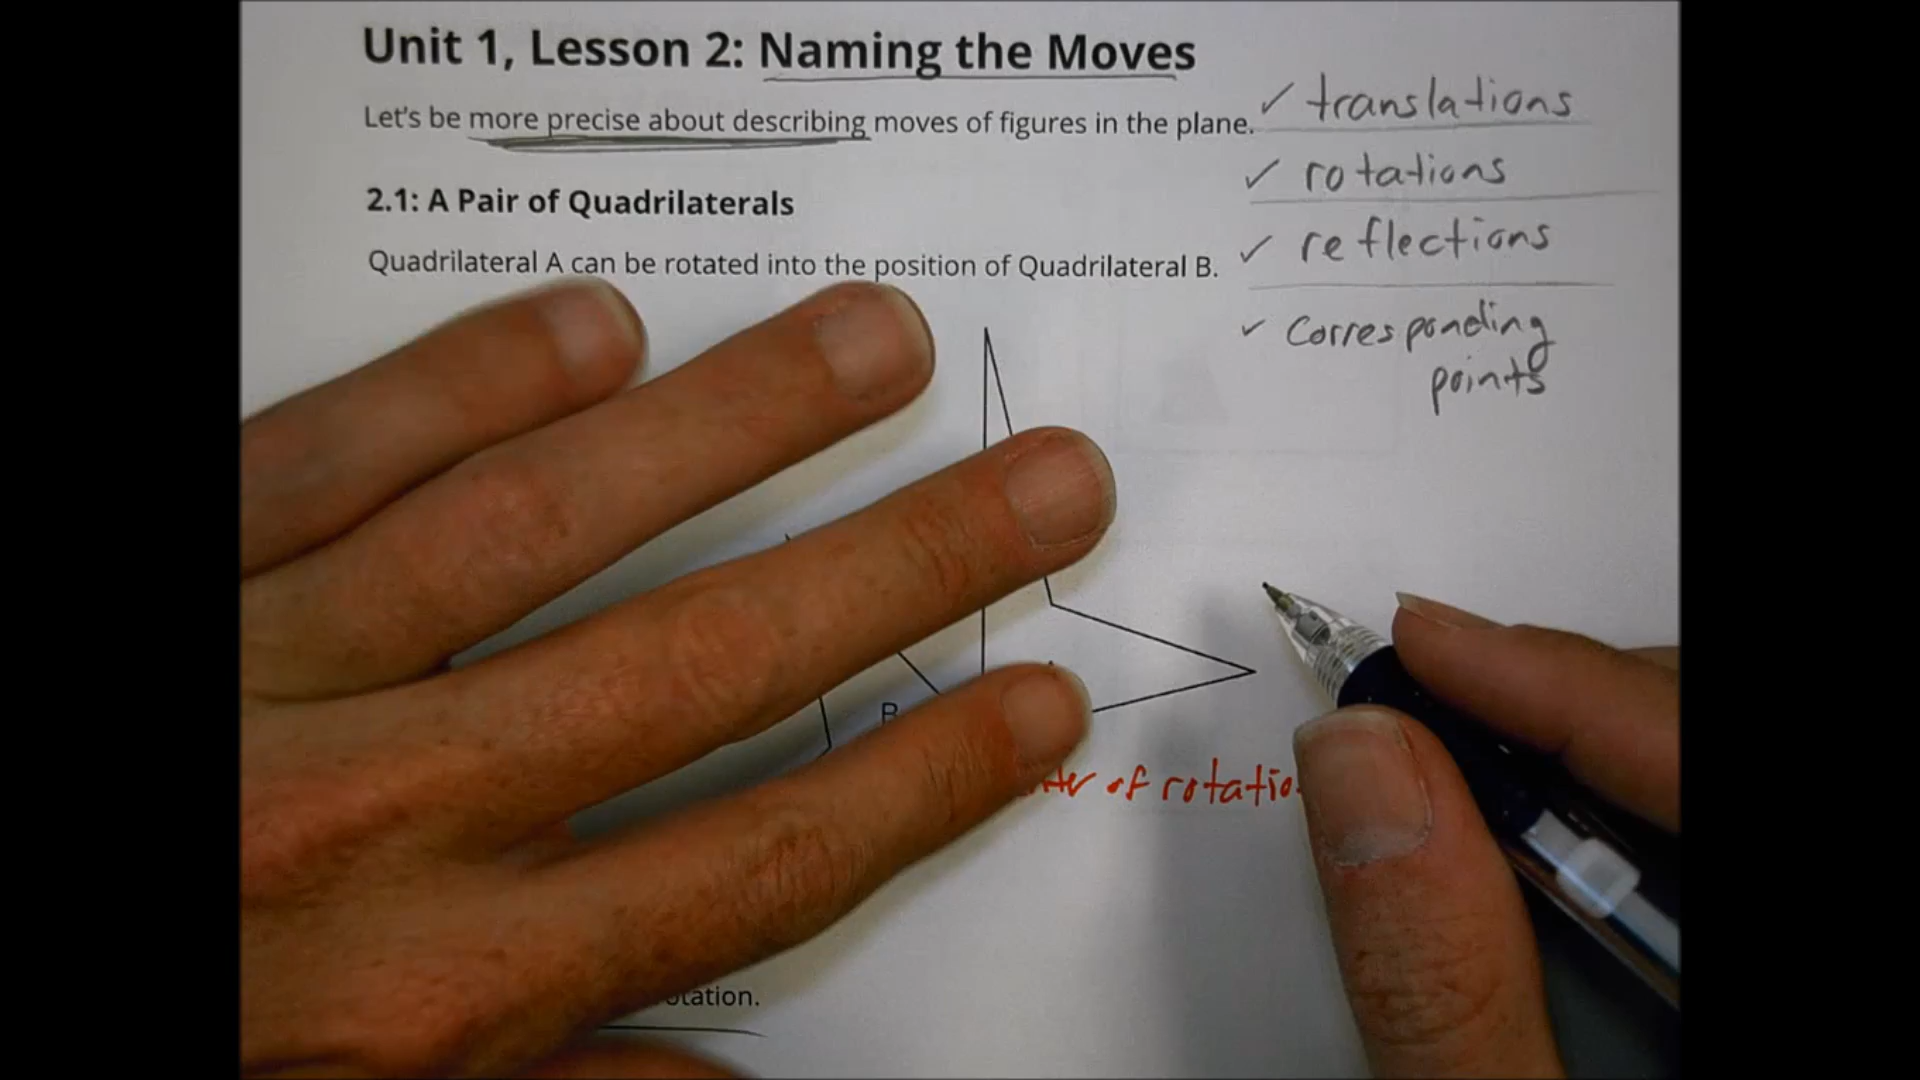 Unit 1, Lesson 2: Naming the Moves
Let's be more precise about describing moves of figures in the plane.
✓ translations
✓ rotations
✓ reflections
✓ Corresponding
points
2.1: A Pair of Quadrilaterals
Quadrilateral A can be rotated into the position of Quadrilateral B.
B
of